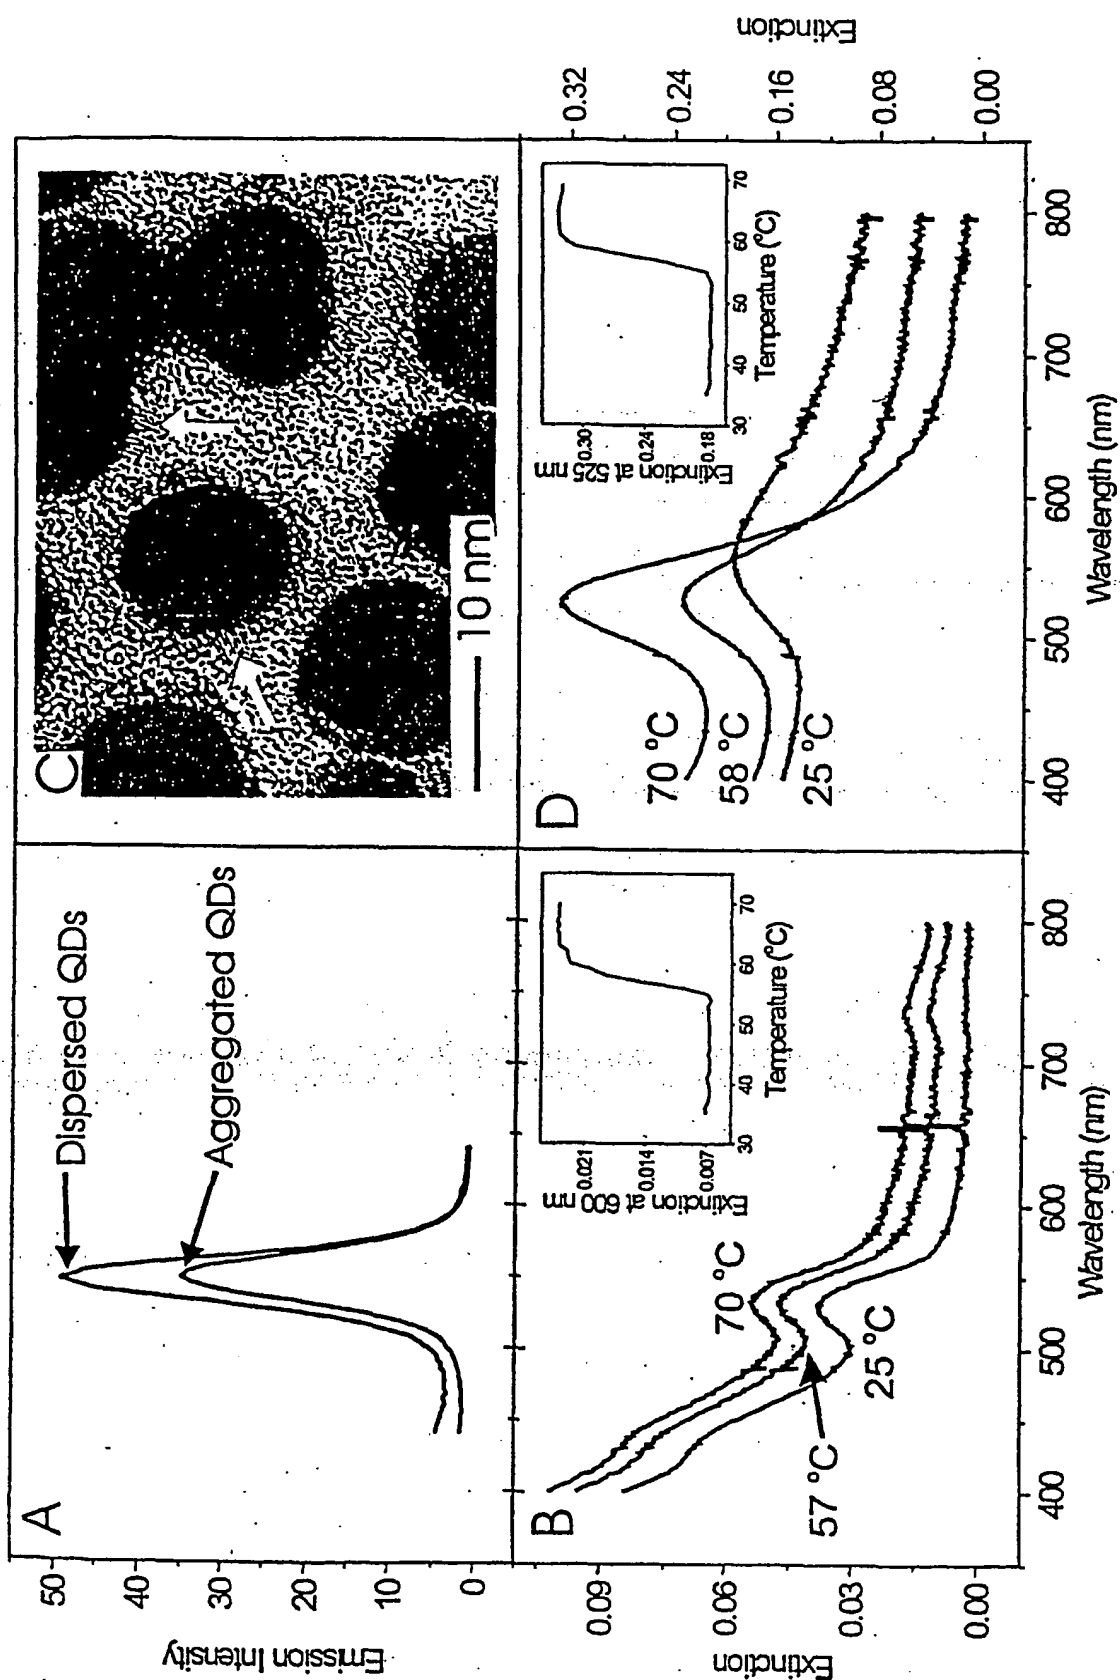 A
Dispersed QDs
Aggregated QDs
50
40
30
20
10
0
Emission Intensity
C
10 nm
B
70 °C
57 °C
25 °C
0.09
0.06
0.03
0.00
Extinction
400
500
600
700
800
Wavelength (nm)
Extinction at 600 nm
0.021
0.014
0.007
30
40
50
60
70
Temperature (°C)
D
70 °C
58 °C
25 °C
0.32
0.24
0.16
0.08
0.00
Extinction
400
500
600
700
800
Wavelength (nm)
Extinction at 525 nm
0.30
0.24
0.18
30
40
50
60
70
Temperature (°C)